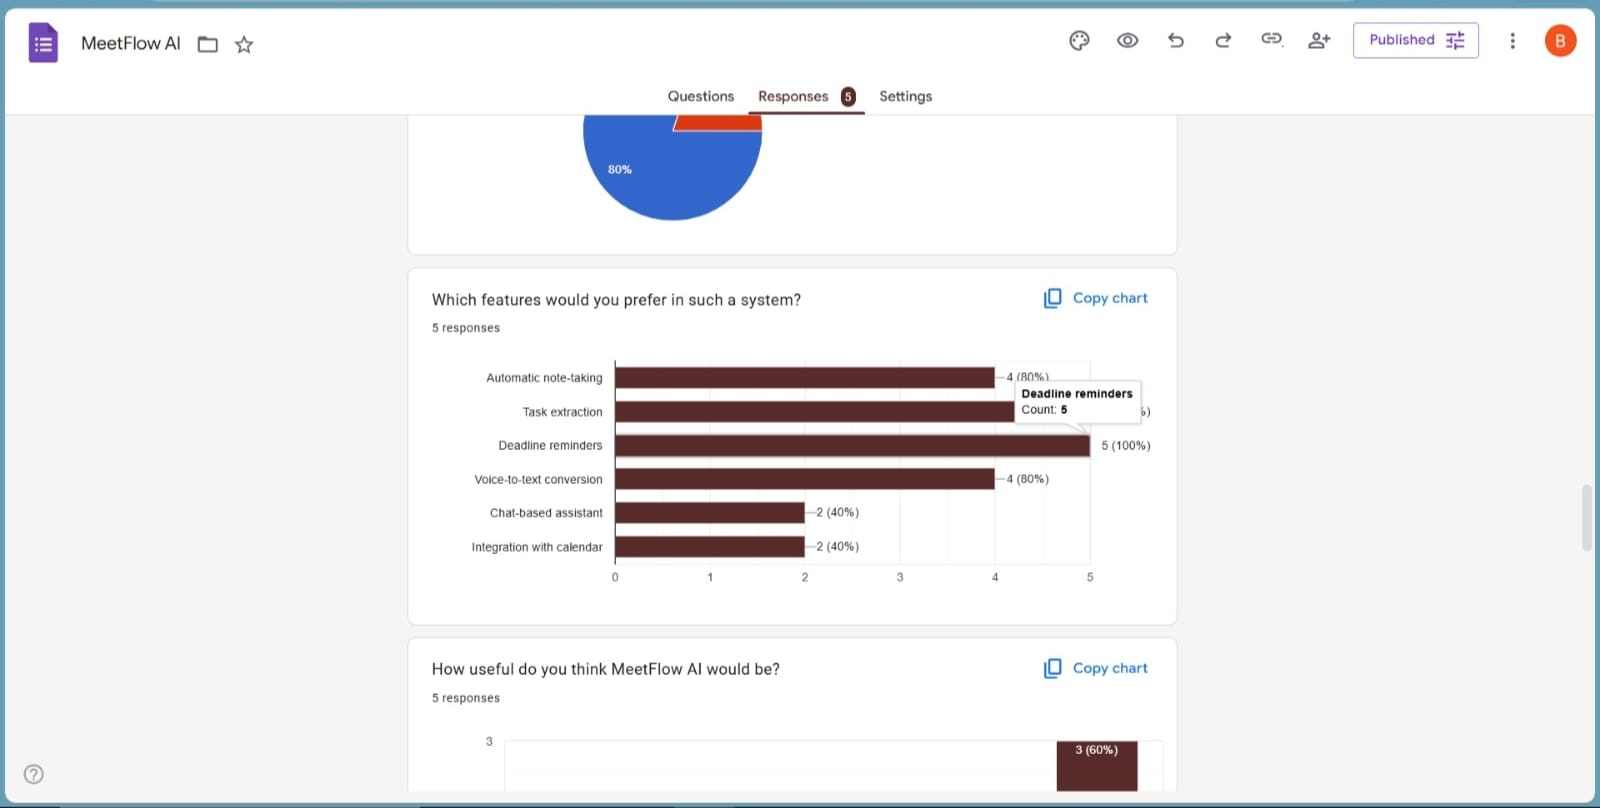 MeetFlow AI
Published
B
Questions
Responses 5
Settings
80%
Which features would you prefer in such a system?
Copy chart
5 responses
Automatic note-taking
4 (80%)
Task extraction
%)
Deadline reminders
Count: 5
Deadline reminders
5 (100%)
Voice-to-text conversion
4 (80%)
Chat-based assistant
2 (40%)
Integration with calendar
2 (40%)
0 1 2 3 4 5
How useful do you think MeetFlow AI would be?
Copy chart
5 responses
3
3 (60%)